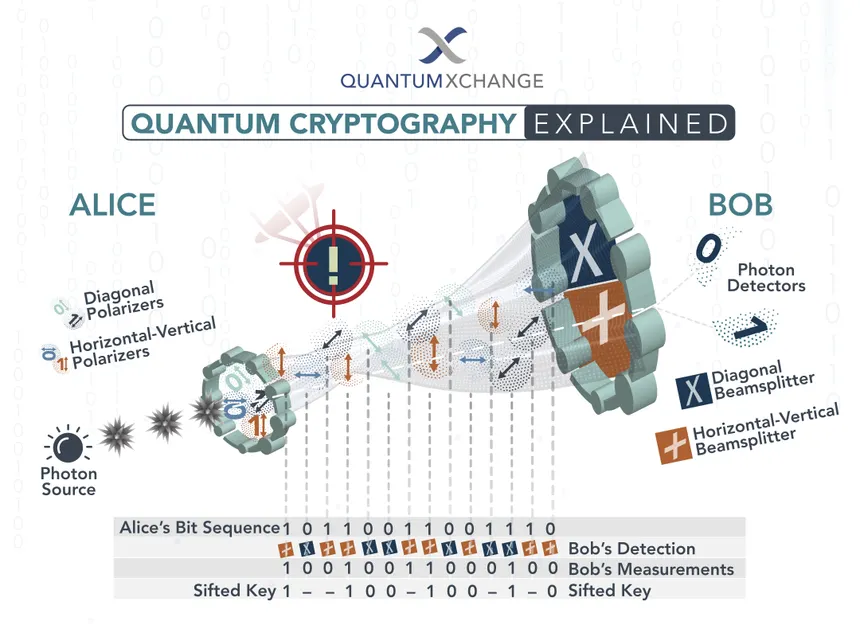 QUANTUMXCHANGE
QUANTUM CRYPTOGRAPHY EXPLAINED
ALICE
BOB
0
Photon
Detectors
1
Diagonal
Polarizers
Horizontal-Vertical
Polarizers
!
X
+
Diagonal
Beamsplitter
Horizontal-Vertical
Beamsplitter
Photon
Source
Alice's Bit Sequence 1 0 1 1 0 0 1 1 0 0 1 1 1 0
Bob's Detection
1 0 0 1 0 0 1 1 0 0 0 1 0 0 Bob's Measurements
Sifted Key 1 – – 1 0 0 – 1 0 0 – 1 – 0 Sifted Key